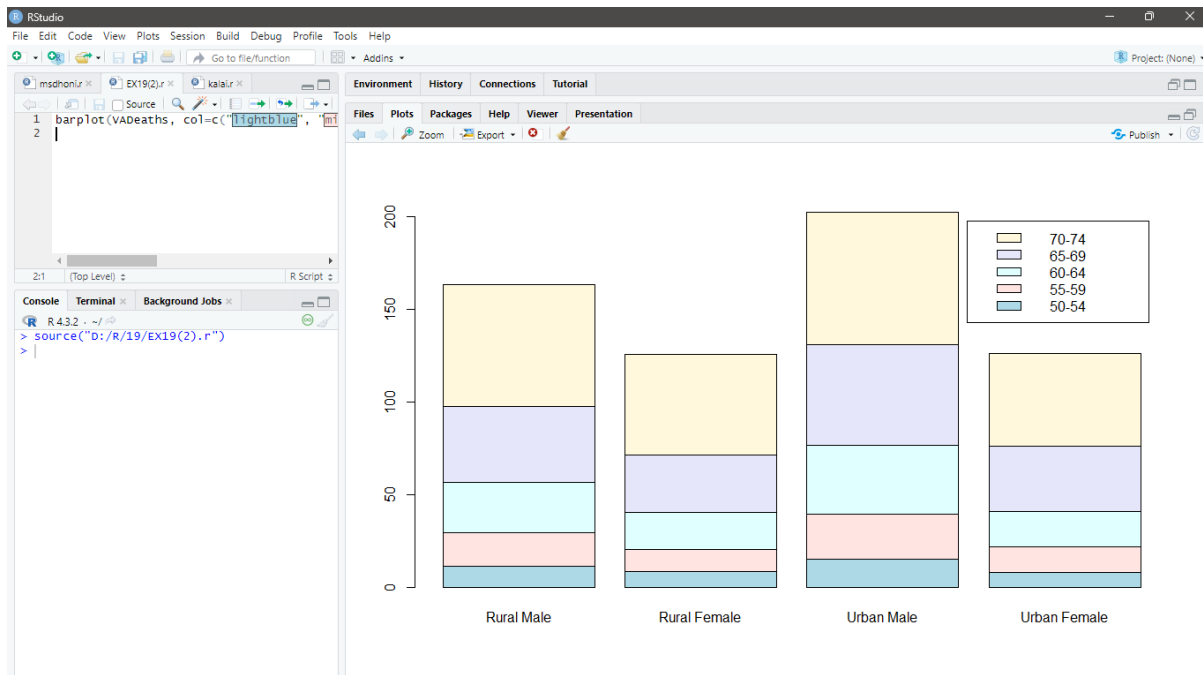 RStudio
File Edit Code View Plots Session Build Debug Profile Tools Help
Go to file/function
Addins
Project: (None)
msdhoni.r
EX19(2).r
kalai.r
Source
1 barplot(VADeaths, col=c("lightblue", "mi
2
2:1 (Top Level) R Script
Console Terminal Background Jobs
R 4.3.2 · ~/
> source("D:/R/19/EX19(2).r")
>
Environment History Connections Tutorial
Files Plots Packages Help Viewer Presentation
Zoom Export Publish
200
150
100
50
0
70-74
65-69
60-64
55-59
50-54
Rural Male Rural Female Urban Male Urban Female